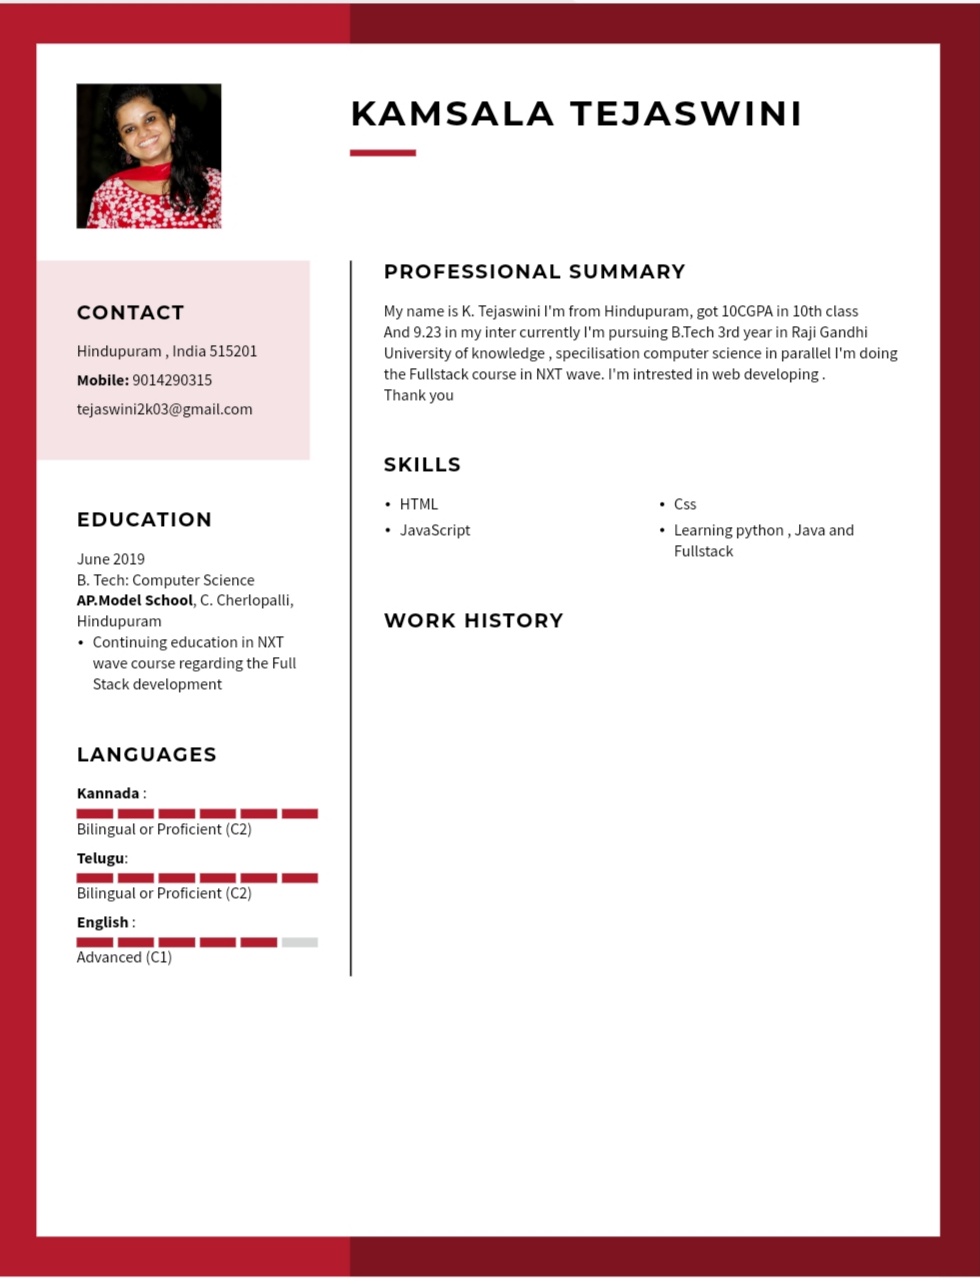 KAMSALA TEJASWINI
CONTACT
Hindupuram , India 515201
Mobile: 9014290315
tejaswini2k03@gmail.com
EDUCATION
June 2019
B. Tech: Computer Science
AP.Model School, C. Cherlopalli,
Hindupuram
• Continuing education in NXT
wave course regarding the Full
Stack development
LANGUAGES
Kannada :
Bilingual or Proficient (C2)
Telugu:
Bilingual or Proficient (C2)
English :
Advanced (C1)
PROFESSIONAL SUMMARY
My name is K. Tejaswini I'm from Hindupuram, got 10CGPA in 10th class
And 9.23 in my inter currently I'm pursuing B.Tech 3rd year in Raji Gandhi
University of knowledge , specilisation computer science in parallel I'm doing
the Fullstack course in NXT wave. I'm intrested in web developing .
Thank you
SKILLS
• HTML
• JavaScript
• Css
• Learning python , Java and
Fullstack
WORK HISTORY